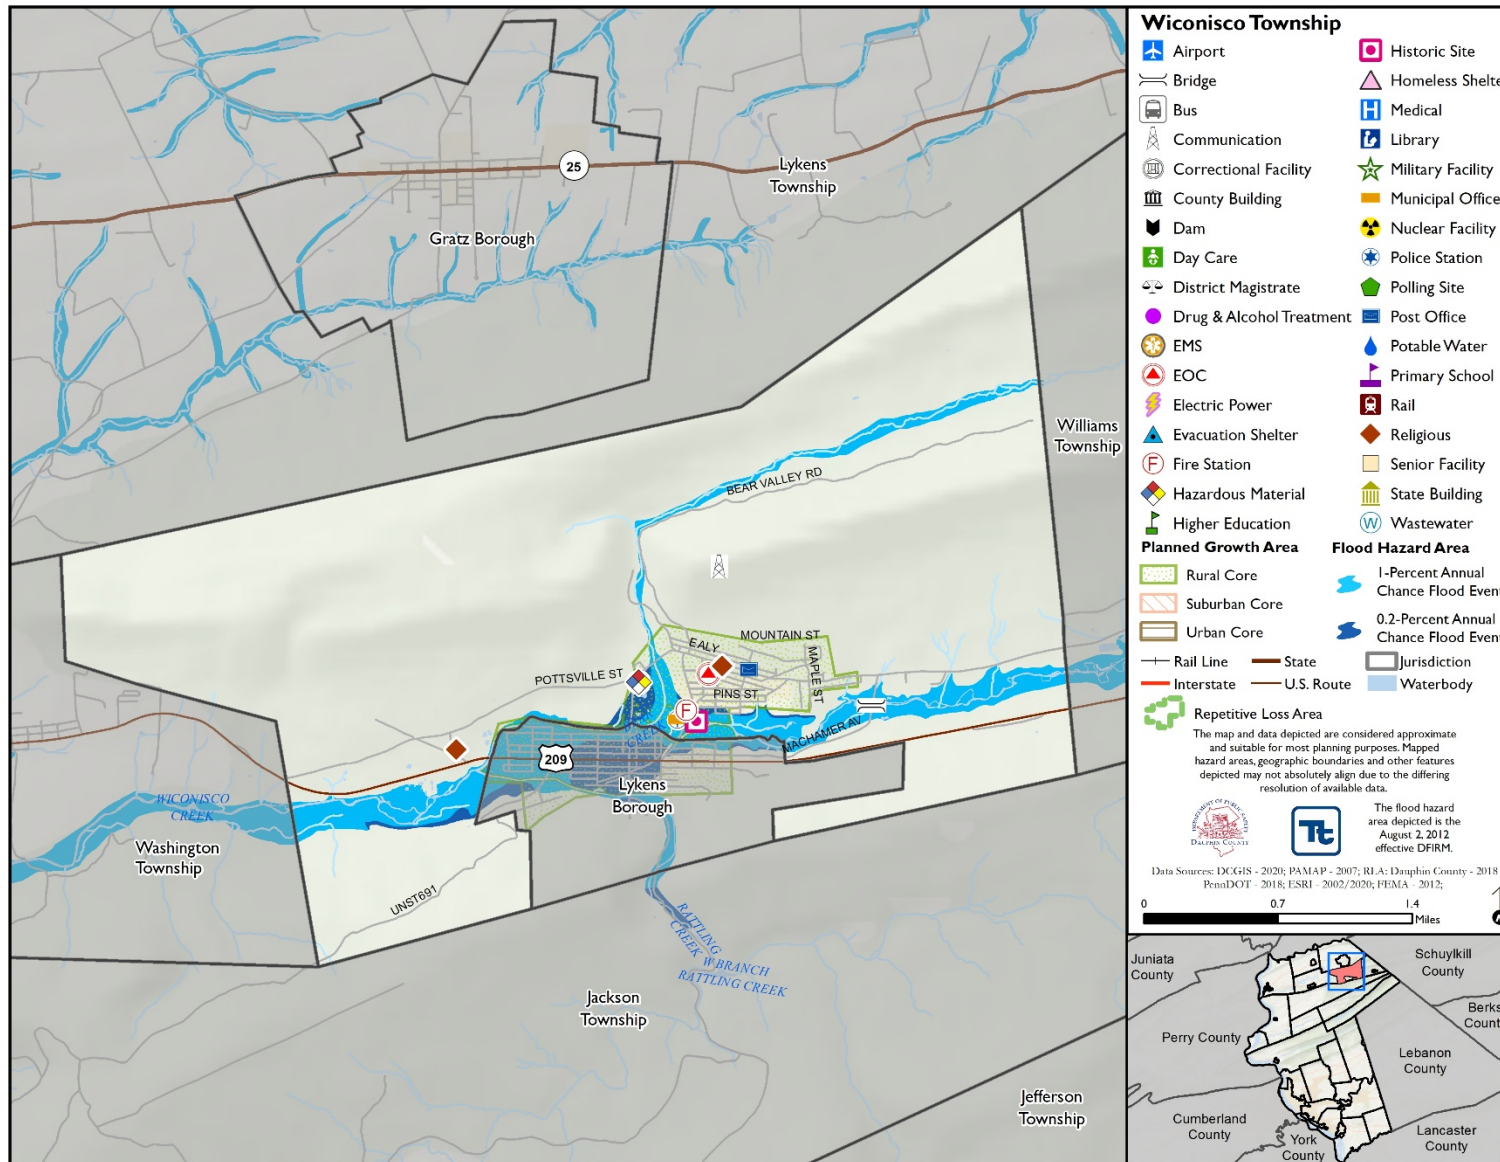 Wiconisco Township
Airport
Bridge
Bus
Communication
Correctional Facility
County Building
Dam
Day Care
District Magistrate
Drug & Alcohol Treatment
EMS
EOC
Electric Power
Evacuation Shelter
Fire Station
Hazardous Material
Higher Education
Historic Site
Homeless Shelte
Medical
Library
Military Facility
Municipal Office
Nuclear Facility
Police Station
Polling Site
Post Office
Potable Water
Primary School
Rail
Religious
Senior Facility
State Building
Wastewater
Planned Growth Area
Rural Core
Suburban Core
Urban Core
Flood Hazard Area
1-Percent Annual
Chance Flood Even
0.2-Percent Annual
Chance Flood Even
Rail Line
State
Jurisdiction
Interstate
U.S. Route
Waterbody
Repetitive Loss Area
The map and data depicted are considered approximate
and suitable for most planning purposes. Mapped
hazard areas, geographic boundaries and other features
depicted may not absolutely align due to the differing
resolution of available data.
DEPARTMENT OF PUBLIC SAFETY
DAUPHIN COUNTY
Tt
The flood hazard
area depicted is the
August 2, 2012
effective DFIRM.
Data Sources: DCGIS - 2020; PAMAP - 2007; RLA: Dauphin County - 2018
PennDOT - 2018; ESRI - 2002/2020; FEMA - 2012;
0 0.7 1.4
Miles
25
Lykens
Township
Gratz Borough
Williams
Township
BEAR VALLEY RD
MOUNTAIN ST
EALY
MAPLE ST
POTTSVILLE ST
PINS ST
F
CREEK
MACHAMER AV
209
Lykens
Borough
WICONISCO
CREEK
Washington
Township
UNST691
RATTLING
CREEK
W BRANCH
RATTLING CREEK
Jackson
Township
Jefferson
Township
Juniata
County
Schuylkill
County
Berks
Count
Perry County
Lebanon
County
Cumberland
County
York
County
Lancaster
County